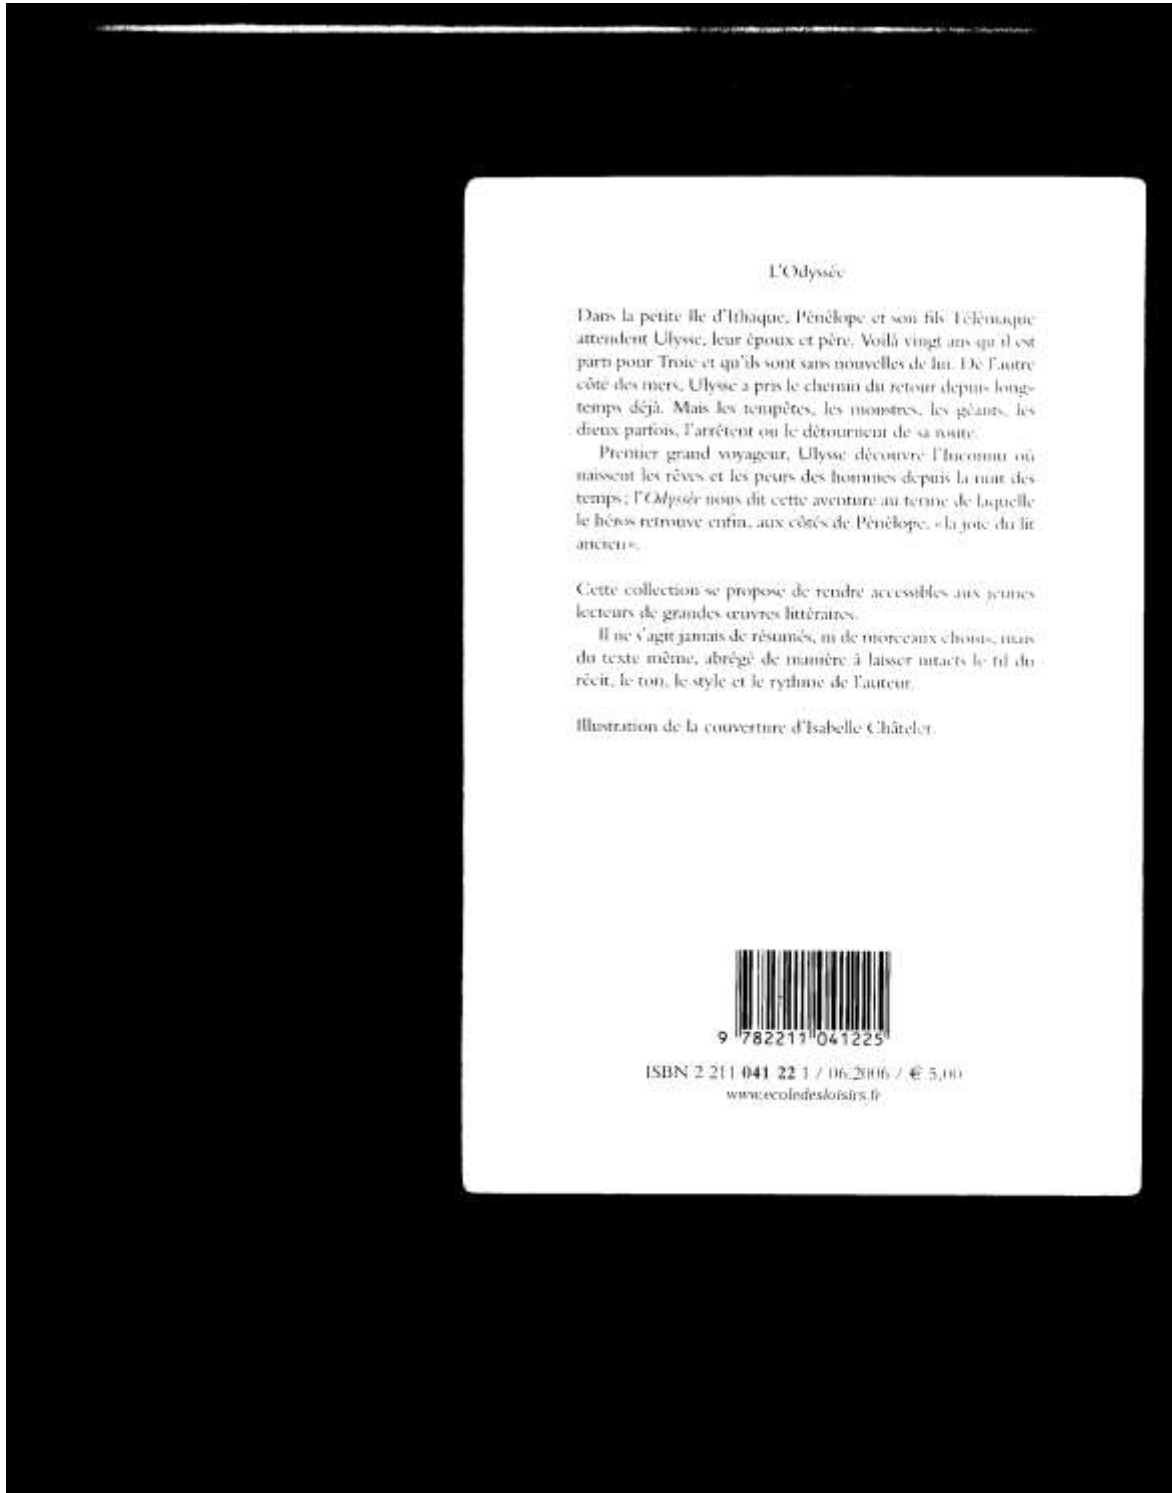 L'Odyssée
Dans la petite île d'Ithaque, Pénélope et son fils Télémaque
attendent Ulysse, leur époux et père. Voilà vingt ans qu'il est
parti pour Troie et qu'ils sont sans nouvelles de lui. De l'autre
côté des mers, Ulysse a pris le chemin du retour depuis long-
temps déjà. Mais les tempêtes, les monstres, les géants, les
dieux parfois, l'arrêtent ou le détournent de sa route.
Premier grand voyageur, Ulysse découvre l'Inconnu où
naissent les rêves et les peurs des hommes depuis la nuit des
temps ; l'Odyssée nous dit cette aventure au terme de laquelle
le héros retrouve enfin, aux côtés de Pénélope, « la joie du lit
ancien ».
Cette collection se propose de rendre accessibles aux jeunes
lecteurs de grandes œuvres littéraires.
Il ne s'agit jamais de résumés, ni de morceaux choisis, mais
du texte même, abrégé de manière à laisser intacts le fil du
récit, le ton, le style et le rythme de l'auteur.
Illustration de la couverture d'Isabelle Châtelet
9 782211 041225
ISBN 2 211 041 22 1 / 06.2006 / € 5,00
www.ecoledesloisirs.fr